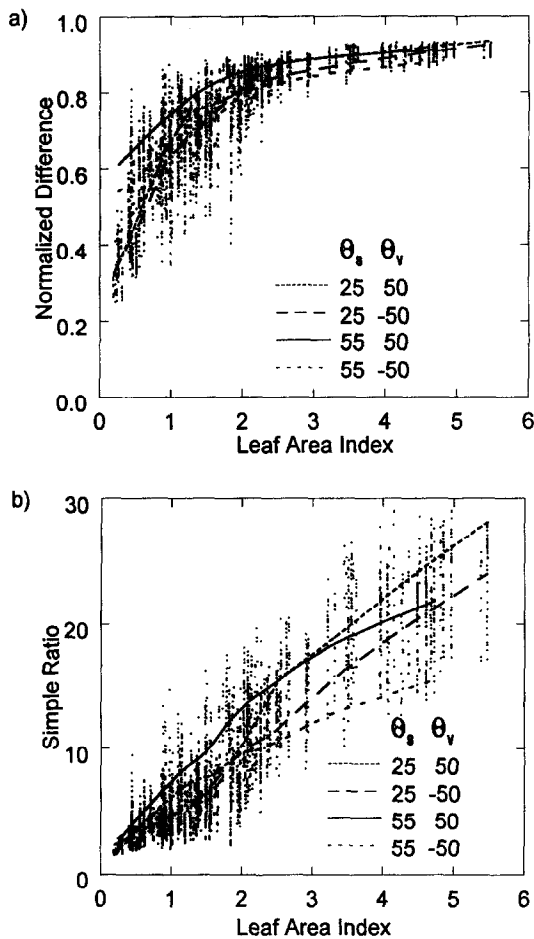 a)
1.0
0.8
0.6
0.4
0.2
0.0
Normalized Difference
Θs Θv
25 50
25 -50
55 50
55 -50
0 1 2 3 4 5 6
Leaf Area Index
b)
30
20
10
0
Simple Ratio
Θs Θv
25 50
25 -50
55 50
55 -50
0 1 2 3 4 5 6
Leaf Area Index